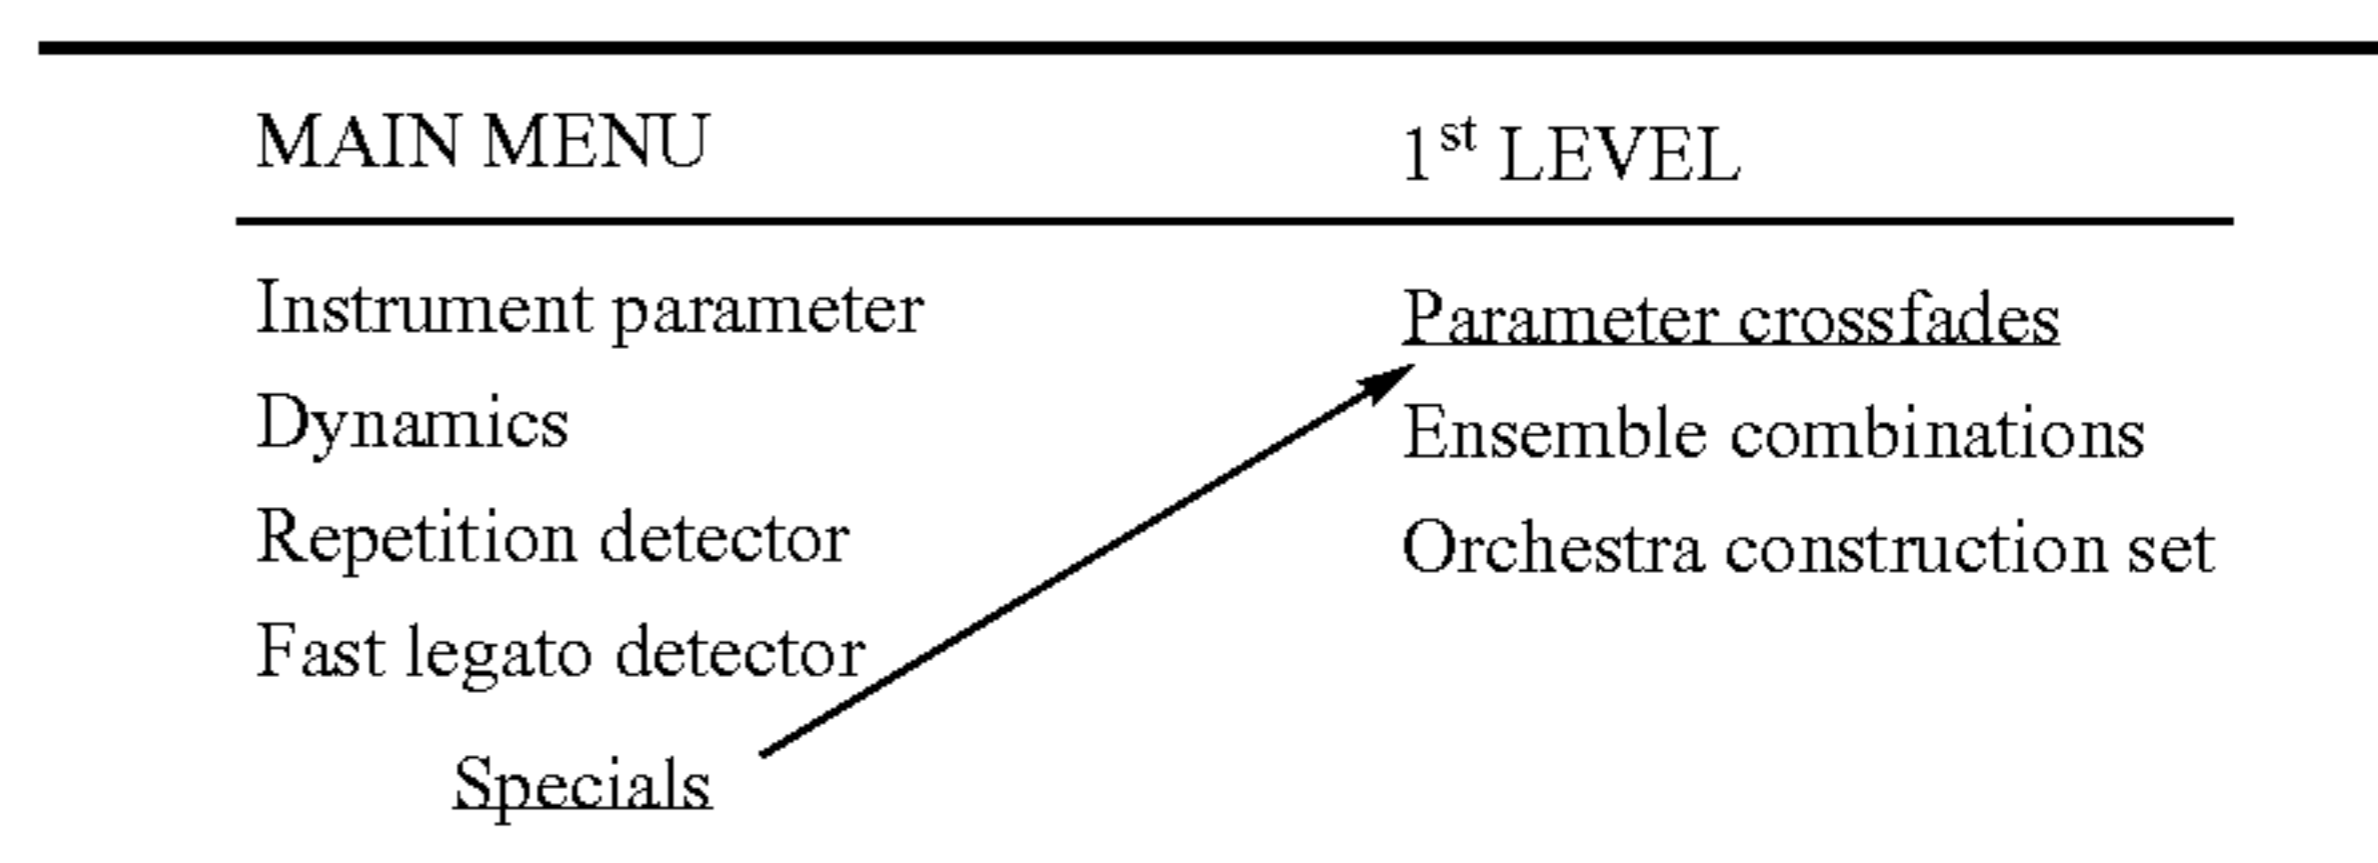 MAIN MENU
1st LEVEL
Instrument parameter
Parameter crossfades
Dynamics
Ensemble combinations
Repetition detector
Orchestra construction set
Fast legato detector
Specials